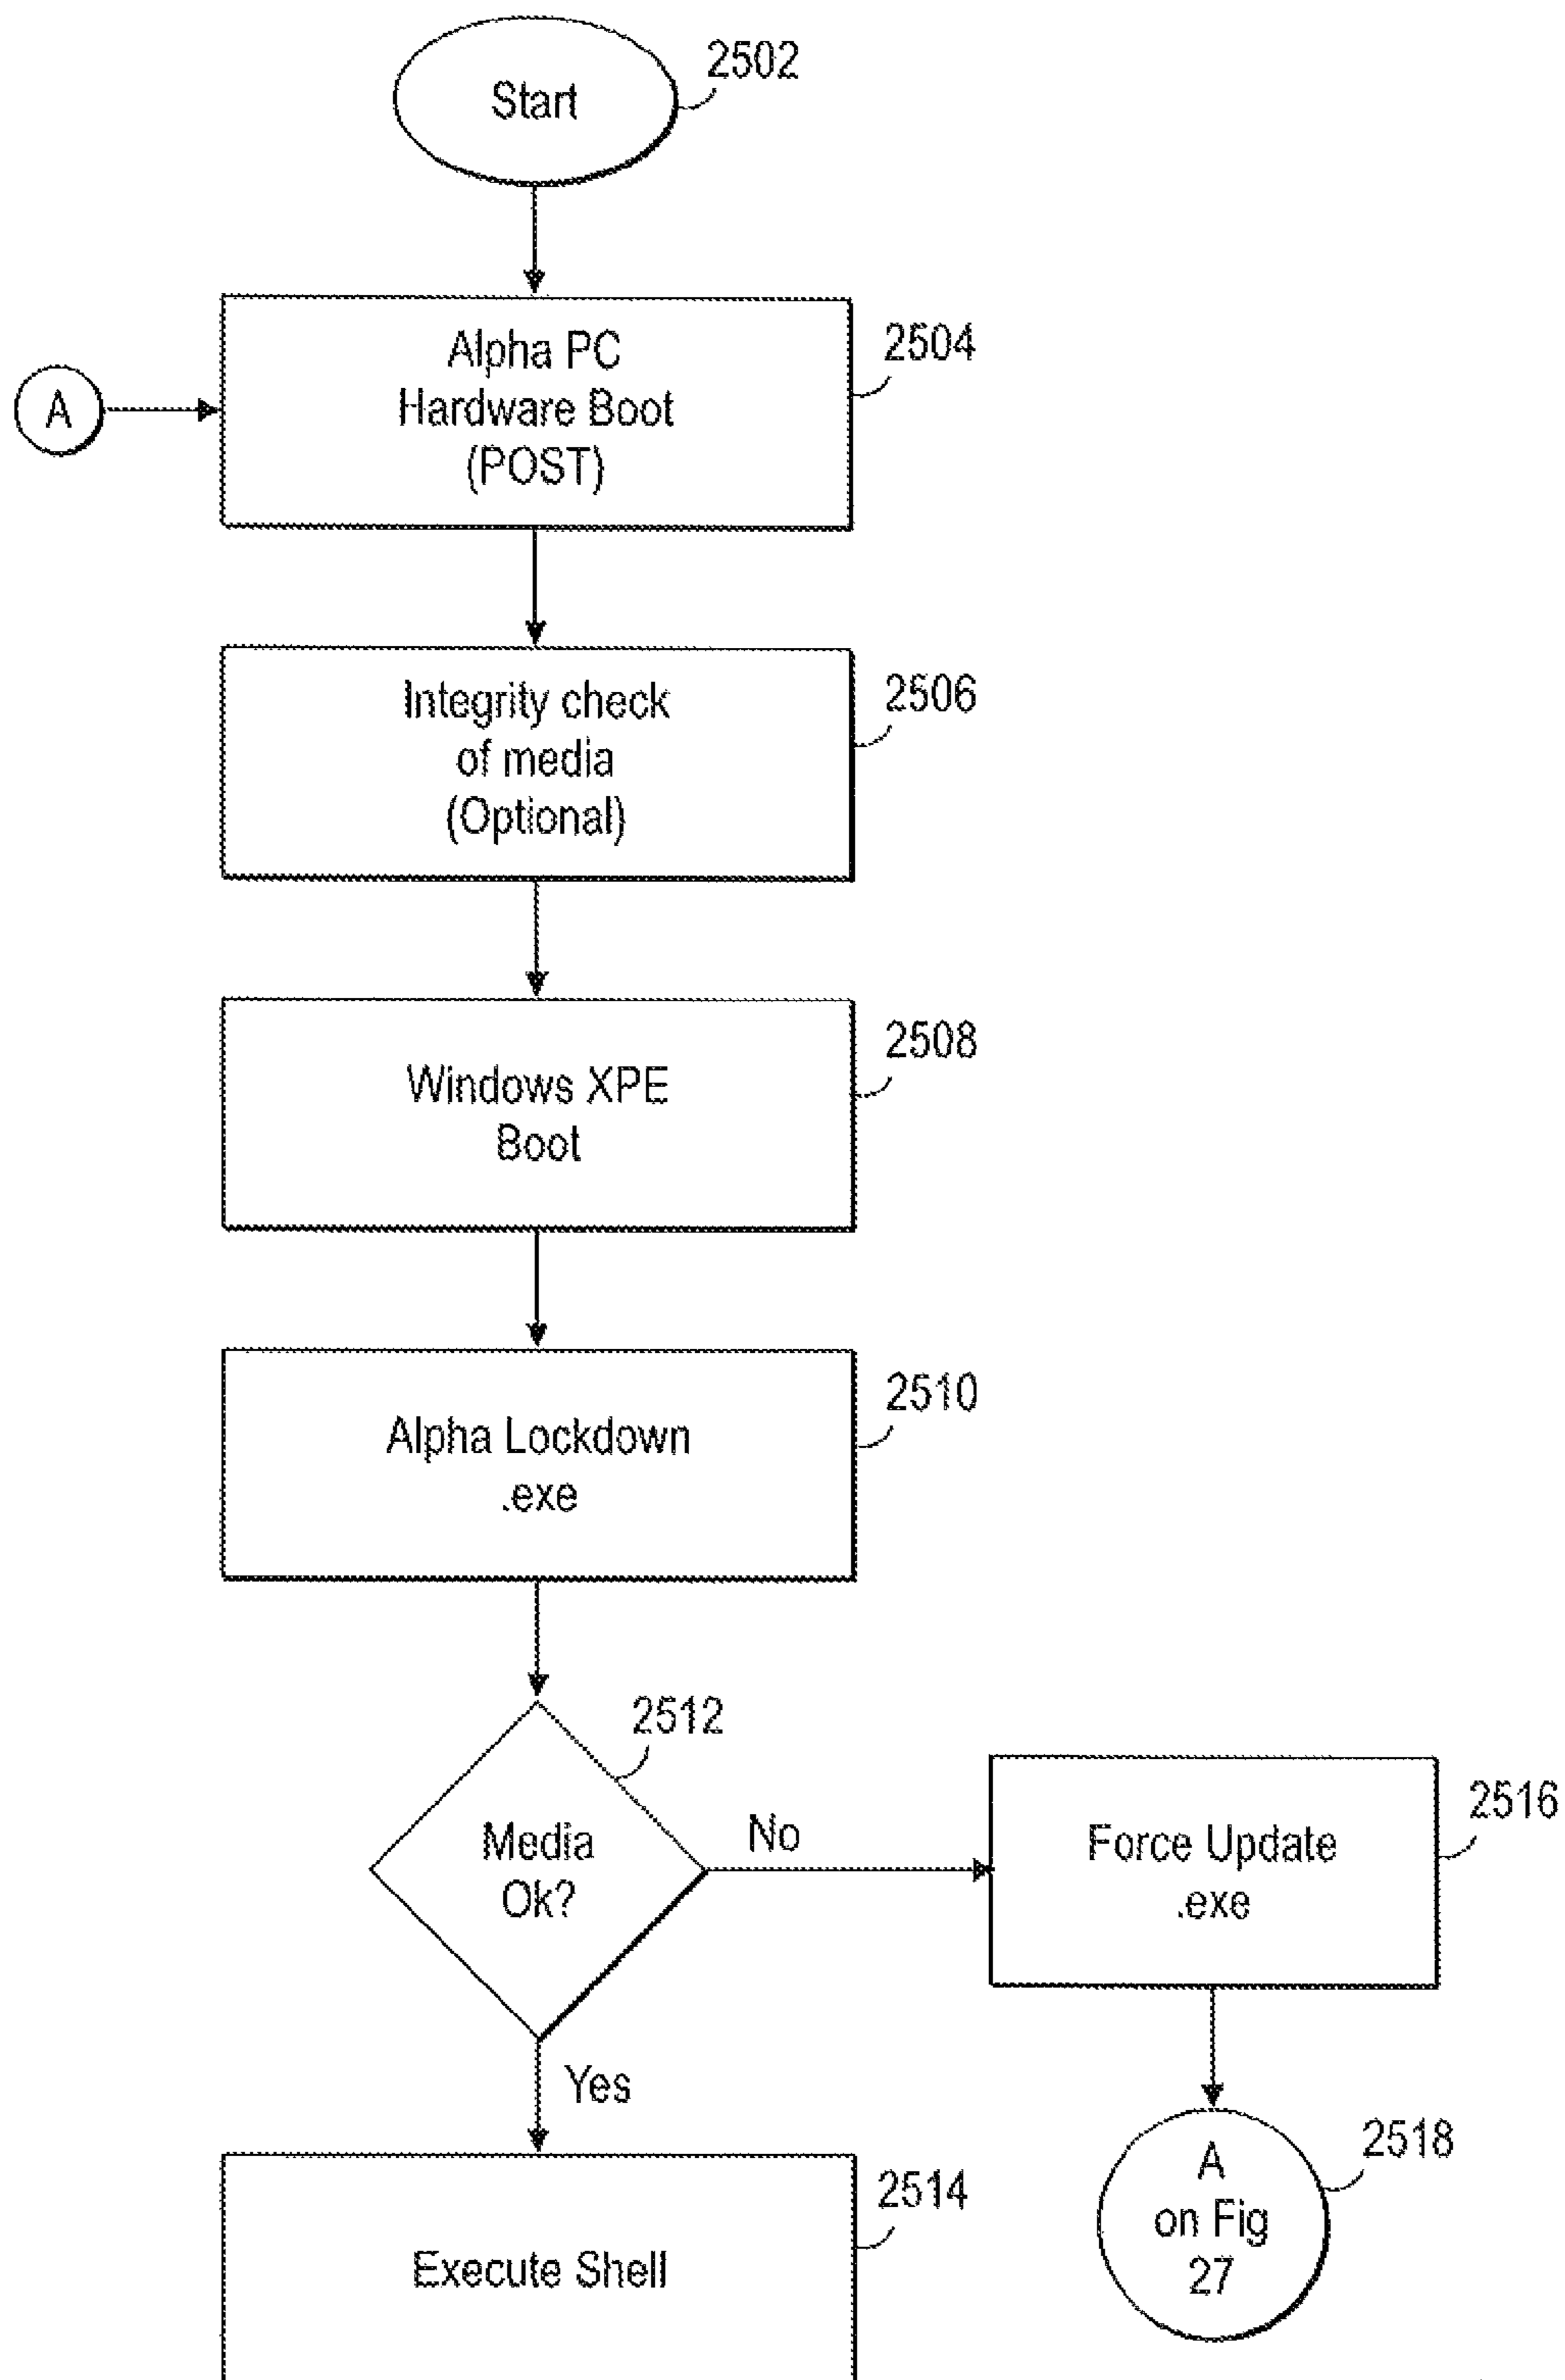 Start
2502
Alpha PC
Hardware Boot
(POST)
2504
A
Integrity check
of media
(Optional)
2506
Windows XPE
Boot
2508
Alpha Lockdown
.exe
2510
2512
Media
Ok?
No
Force Update
.exe
2516
Yes
Execute Shell
2514
A
on Fig
27
2518